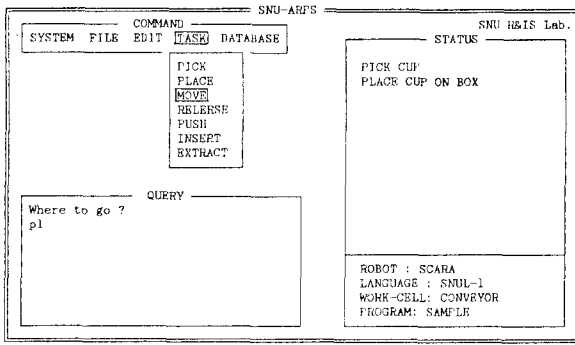 SNU-ARPS
SNU R&IS Lab.
COMMAND
SYSTEM FILE EDIT TASK DATABASE
PICK
PLACE
MOVE
RELERSE
PUSH
INSERT
EXTRACT
STATUS
PICK CUP
PLACE CUP ON BOX
QUERY
Where to go ?
p1
ROBOT : SCARA
LANGUAGE : SNUL-1
WORK-CELL: CONVEYOR
PROGRAM: SAMPLE